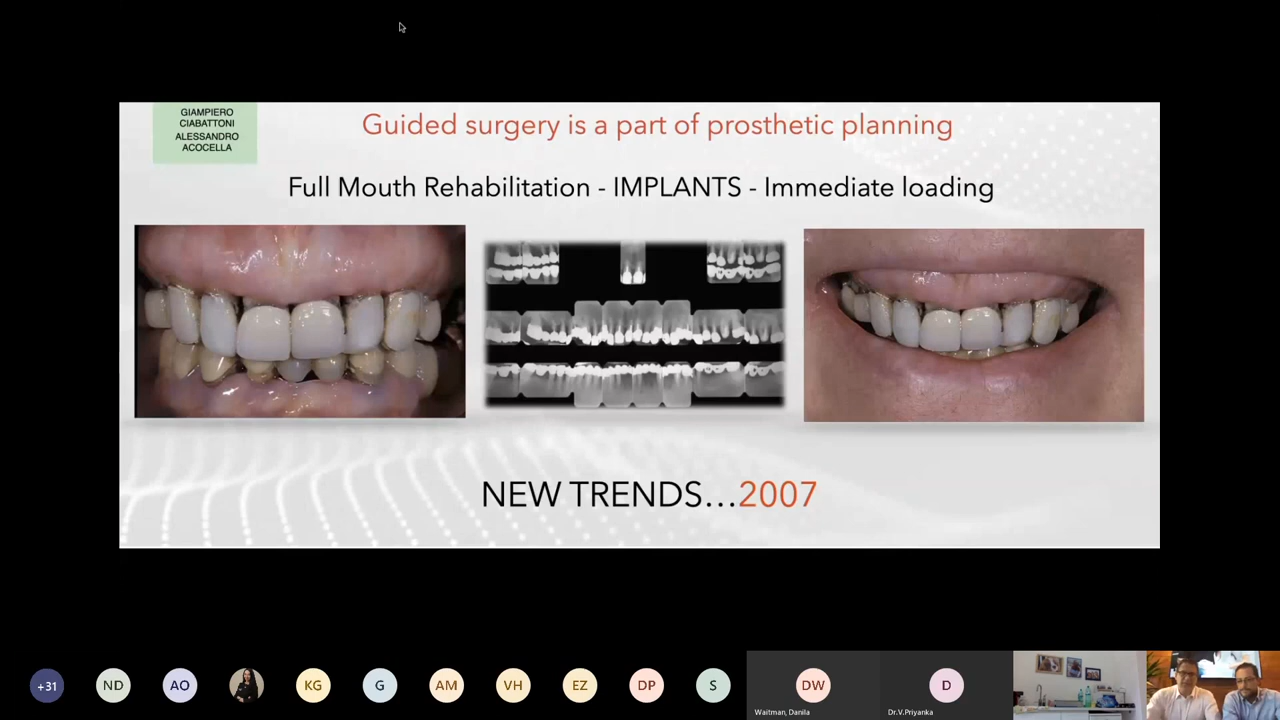 GIAMPIERO
CIABATTONI
ALESSANDRO
ACOCELLA
Guided surgery is a part of prosthetic planning
Full Mouth Rehabilitation - IMPLANTS - Immediate loading
NEW TRENDS...2007
+31
ND
AO
KG
G
AM
VH
EZ
DP
S
DW
D
Waitman, Danila
Dr.V.Priyanka